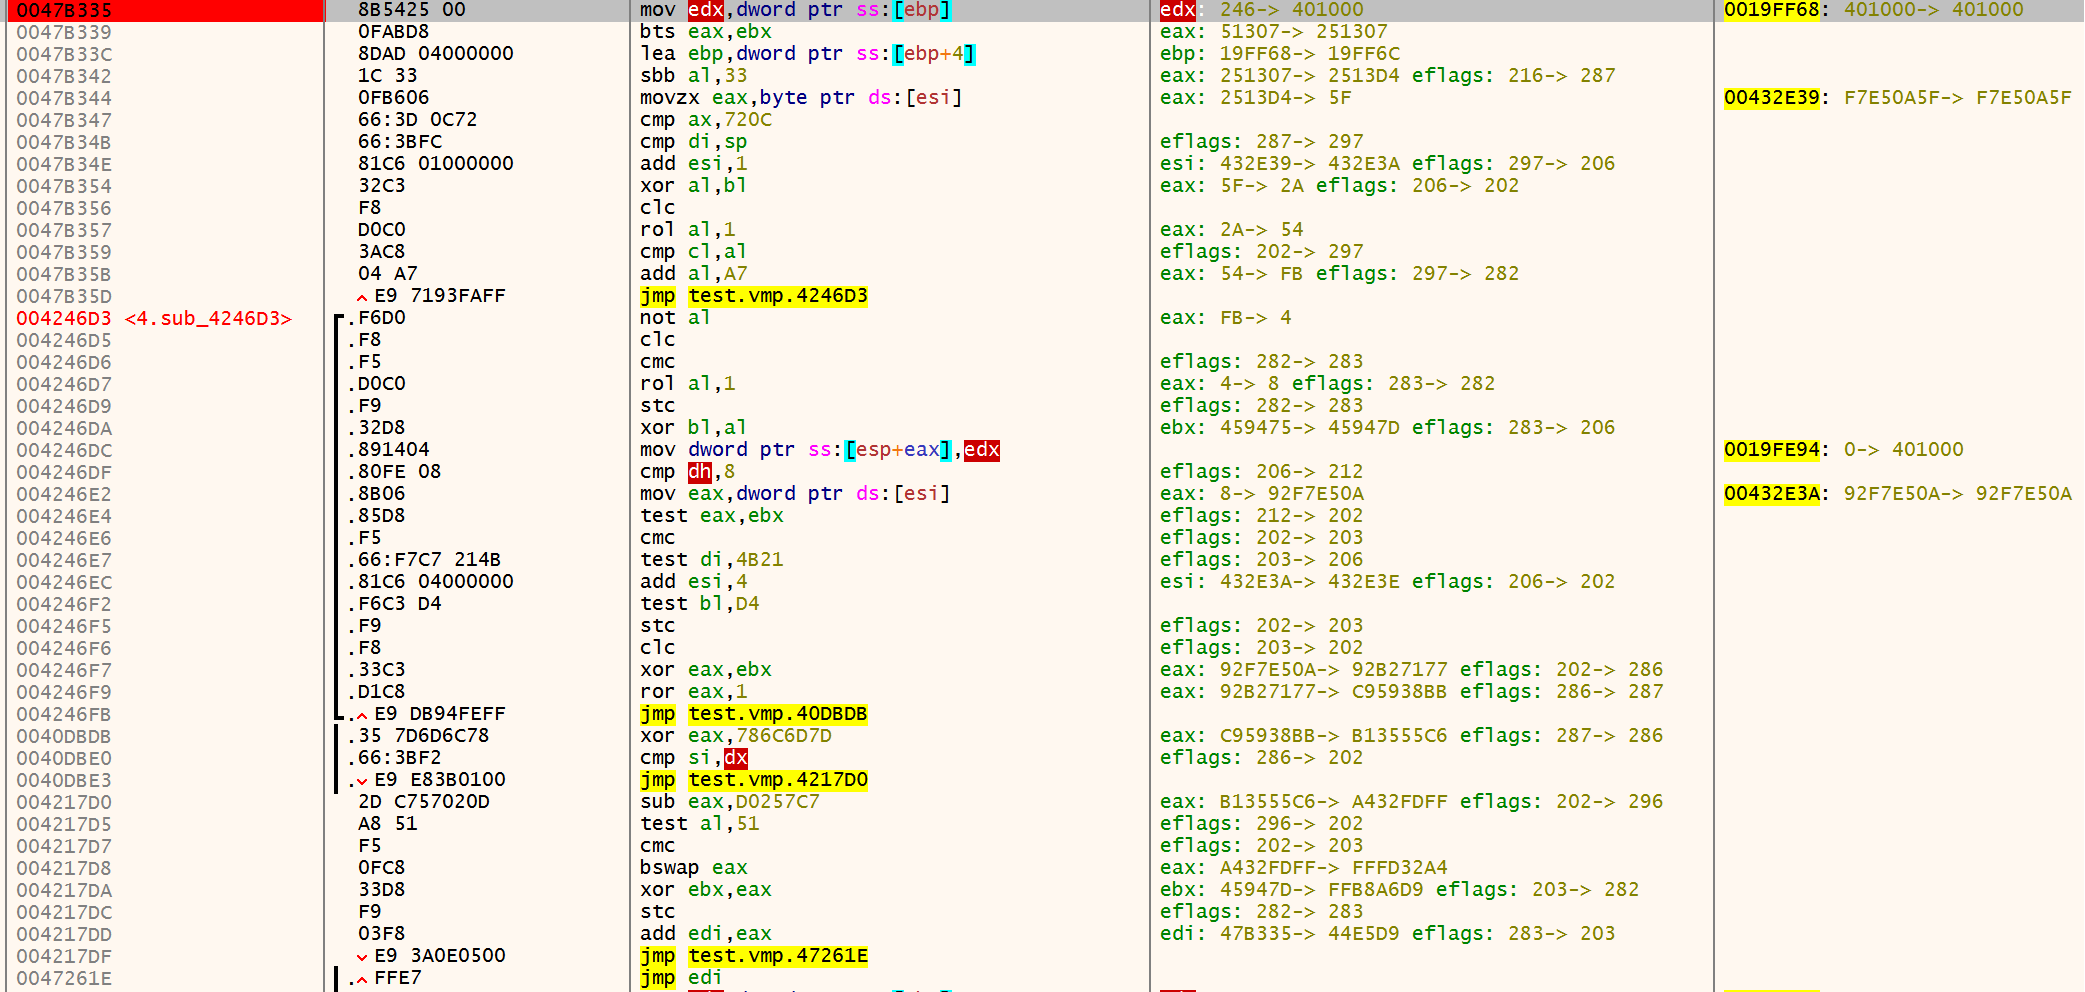 0047B335 8B5425 00 mov edx,dword ptr ss:[ebp] edx: 246-> 401000 0019FF68: 401000-> 401000
0047B339 0FABD8 bts eax,ebx eax: 51307-> 251307
0047B33C 8DAD 04000000 lea ebp,dword ptr ss:[ebp+4] ebp: 19FF68-> 19FF6C
0047B342 1C 33 sbb al,33 eax: 251307-> 2513D4 eflags: 216-> 287
0047B344 0FB606 movzx eax,byte ptr ds:[esi] eax: 2513D4-> 5F 00432E39: F7E50A5F-> F7E50A5F
0047B347 66:3D 0C72 cmp ax,720C
0047B34B 66:3BFC cmp di,sp eflags: 287-> 297
0047B34E 81C6 01000000 add esi,1 esi: 432E39-> 432E3A eflags: 297-> 206
0047B354 32C3 xor al,bl eax: 5F-> 2A eflags: 206-> 202
0047B356 F8 clc
0047B357 D0C0 rol al,1 eax: 2A-> 54
0047B359 3AC8 cmp cl,al eflags: 202-> 297
0047B35B 04 A7 add al,A7 eax: 54-> FB eflags: 297-> 282
0047B35D E9 7193FAFF jmp test.vmp.4246D3
004246D3 <4.sub_4246D3> .F6D0 not al eax: FB-> 4
004246D5 .F8 clc
004246D6 .F5 cmc eflags: 282-> 283
004246D7 .D0C0 rol al,1 eax: 4-> 8 eflags: 283-> 282
004246D9 .F9 stc eflags: 282-> 283
004246DA .32D8 xor bl,al ebx: 459475-> 45947D eflags: 283-> 206
004246DC .891404 mov dword ptr ss:[esp+eax],edx 0019FE94: 0-> 401000
004246DF .80FE 08 cmp dh,8 eflags: 206-> 212
004246E2 .8B06 mov eax,dword ptr ds:[esi] eax: 8-> 92F7E50A 00432E3A: 92F7E50A-> 92F7E50A
004246E4 .85D8 test eax,ebx eflags: 212-> 202
004246E6 .F5 cmc eflags: 202-> 203
004246E7 .66:F7C7 214B test di,4B21 eflags: 203-> 206
004246EC .81C6 04000000 add esi,4 esi: 432E3A-> 432E3E eflags: 206-> 202
004246F2 .F6C3 D4 test bl,D4
004246F5 .F9 stc eflags: 202-> 203
004246F6 .F8 clc eflags: 203-> 202
004246F7 .33C3 xor eax,ebx eax: 92F7E50A-> 92B27177 eflags: 202-> 286
004246F9 .D1C8 ror eax,1 eax: 92B27177-> C95938BB eflags: 286-> 287
004246FB . E9 DB94FEFF jmp test.vmp.40DBDB
0040DBDB .35 7D6D6C78 xor eax,786C6D7D eax: C95938BB-> B13555C6 eflags: 287-> 286
0040DBE0 .66:3BF2 cmp si,dx eflags: 286-> 202
0040DBE3 . E9 E83B0100 jmp test.vmp.4217D0
004217D0 2D C757020D sub eax,D0257C7 eax: B13555C6-> A432FDFF eflags: 202-> 296
004217D5 A8 51 test al,51 eflags: 296-> 202
004217D7 F5 cmc eflags: 202-> 203
004217D8 0FC8 bswap eax eax: A432FDFF-> FFFD32A4
004217DA 33D8 xor ebx,eax ebx: 45947D-> FFB8A6D9 eflags: 203-> 282
004217DC F9 stc eflags: 282-> 283
004217DD 03F8 add edi,eax edi: 47B335-> 44E5D9 eflags: 283-> 203
004217DF E9 3A0E0500 jmp test.vmp.47261E
0047261E . FFE7 jmp edi